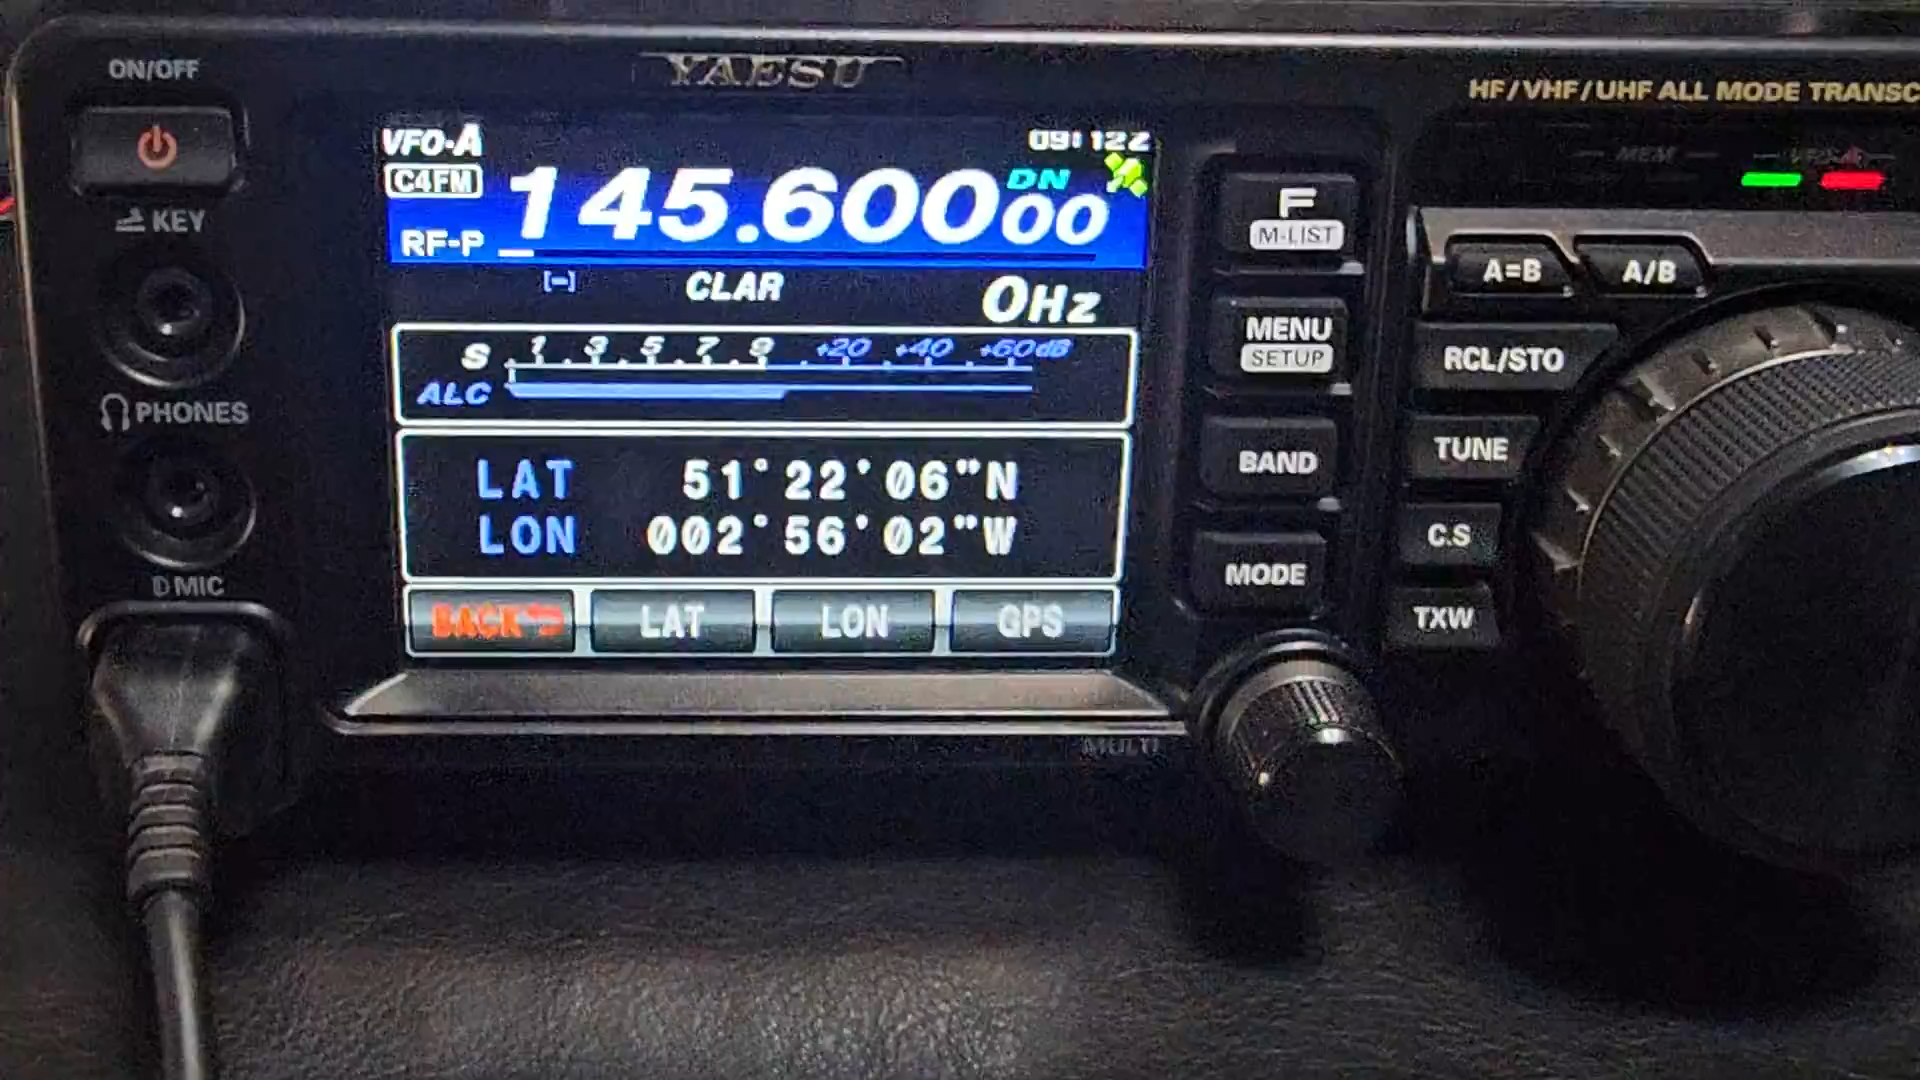 ON/OFF
YAESU
HF/VHF/UHF ALL MODE TRANSC
VFO-A
09:12Z
MEM
C4FM
145.60000
DN
RF-P
F
M-LIST
KEY
[-]
CLAR
0Hz
A=B
A/B
S 1 3 5 7 9 +20 +40 +60dB
MENU
SETUP
RCL/STO
ALC
PHONES
BAND
TUNE
LAT 51°22'06"N
LON 002°56'02"W
C.S
D MIC
MODE
BACK
LAT
LON
GPS
TXW
MULTI